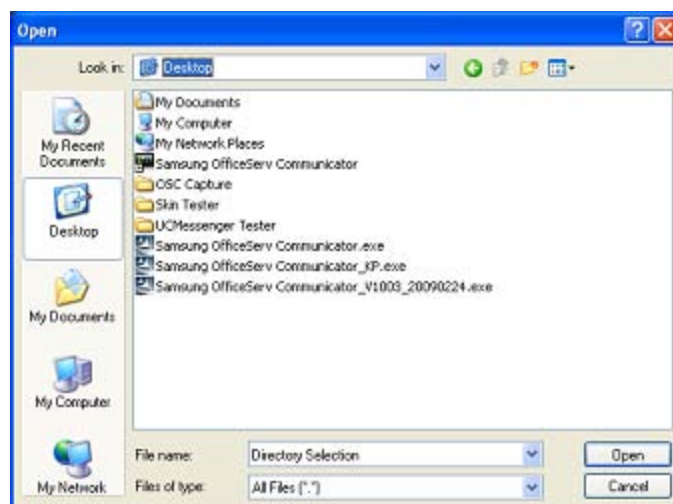 Open
Look in:
Desktop
My Recent
Documents
Desktop
My Documents
My Computer
My Network
My Documents
My Computer
My Network Places
Samsung OfficeServ Communicator
OSC Capture
Skin Tester
UCMessenger Tester
Samsung OfficeServ Communicator.exe
Samsung OfficeServ Communicator_KP.exe
Samsung OfficeServ Communicator_V1003_20090224.exe
File name:
Directory Selection
Open
Files of type:
All Files (*.*)
Cancel